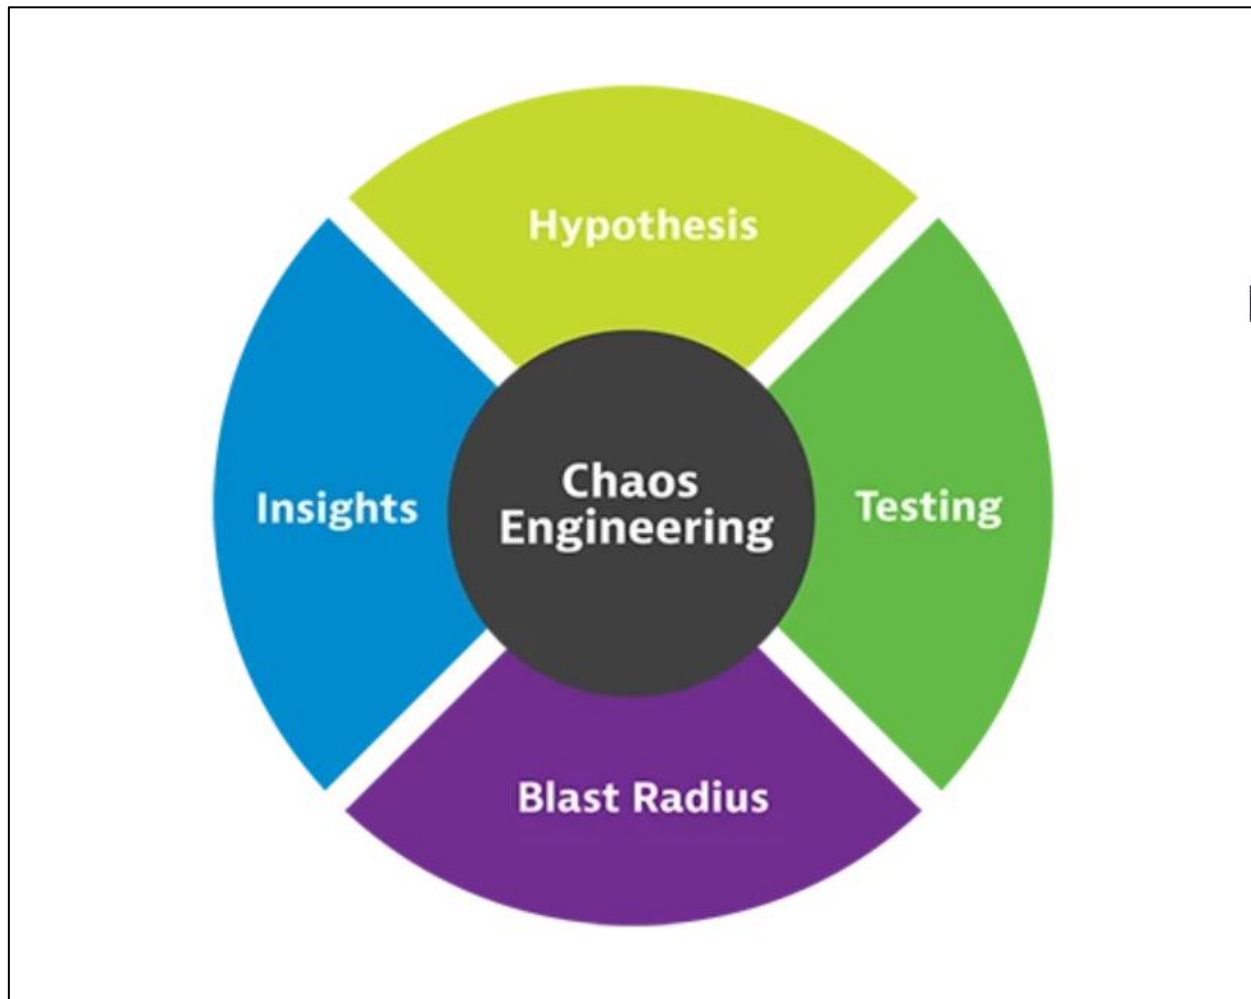 Hypothesis
Insights
Chaos
Engineering
Testing
Blast Radius